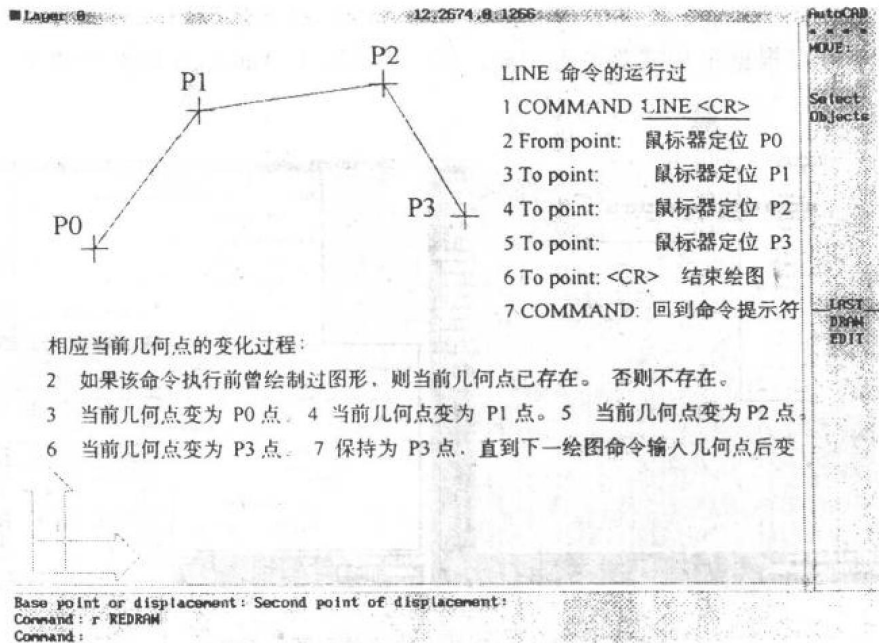 Layer 0
12.2674,8.1266
AutoCAD
* * * *
MOVE:
Select
Objects
LAST
DRAW
EDIT
P0
P1
P2
P3
LINE 命令的运行过
1 COMMAND :LINE <CR>
2 From point: 鼠标器定位 P0
3 To point: 鼠标器定位 P1
4 To point: 鼠标器定位 P2
5 To point: 鼠标器定位 P3
6 To point: <CR> 结束绘图
7 COMMAND: 回到命令提示符
相应当前几何点的变化过程:
2 如果该命令执行前曾绘制过图形，则当前几何点已存在。 否则不存在。
3 当前几何点变为 P0 点。 4 当前几何点变为 P1 点。5 当前几何点变为 P2 点。
6 当前几何点变为 P3 点。 7 保持为 P3 点，直到下一绘图命令输入几何点后变
Base point or displacement: Second point of displacement:
Command: r REDRAW
Command: